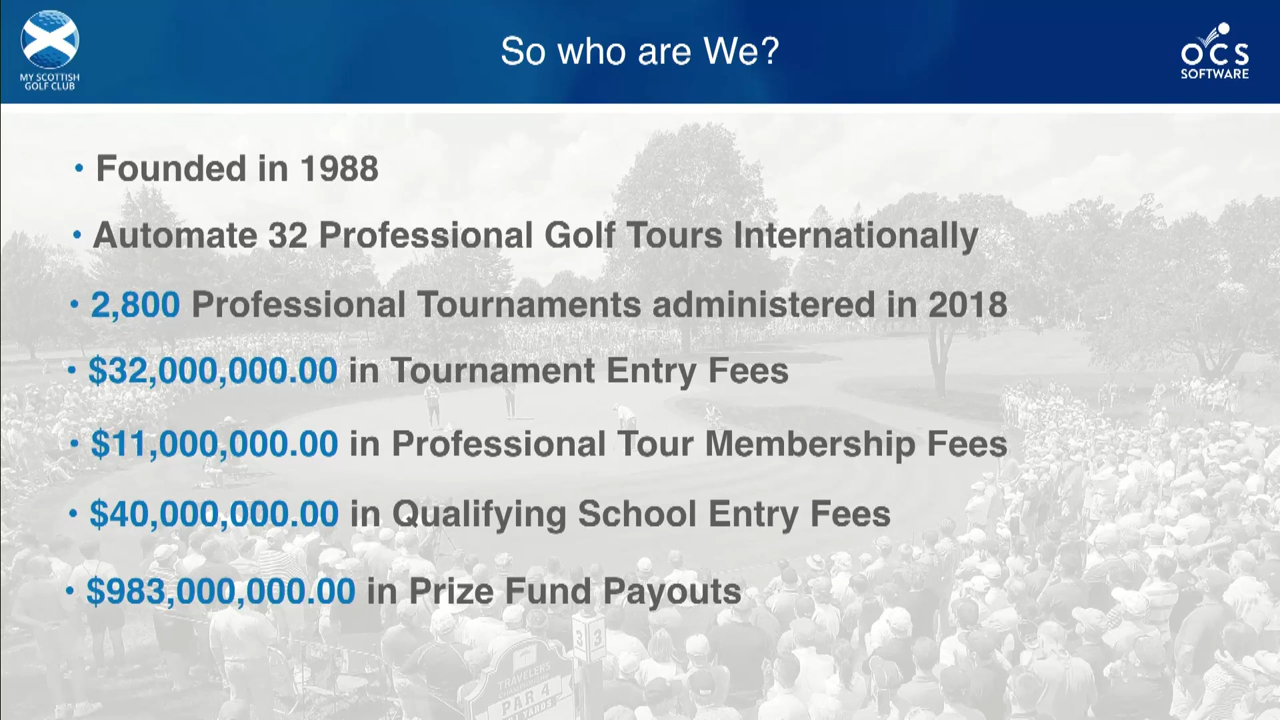 MY SCOTTISH
GOLF CLUB
So who are We?
OCS
SOFTWARE
• Founded in 1988
• Automate 32 Professional Golf Tours Internationally
• 2,800 Professional Tournaments administered in 2018
• $32,000,000.00 in Tournament Entry Fees
• $11,000,000.00 in Professional Tour Membership Fees
• $40,000,000.00 in Qualifying School Entry Fees
• $983,000,000.00 in Prize Fund Payouts
3 3
TRAVELERS
PAR 4
YARDS